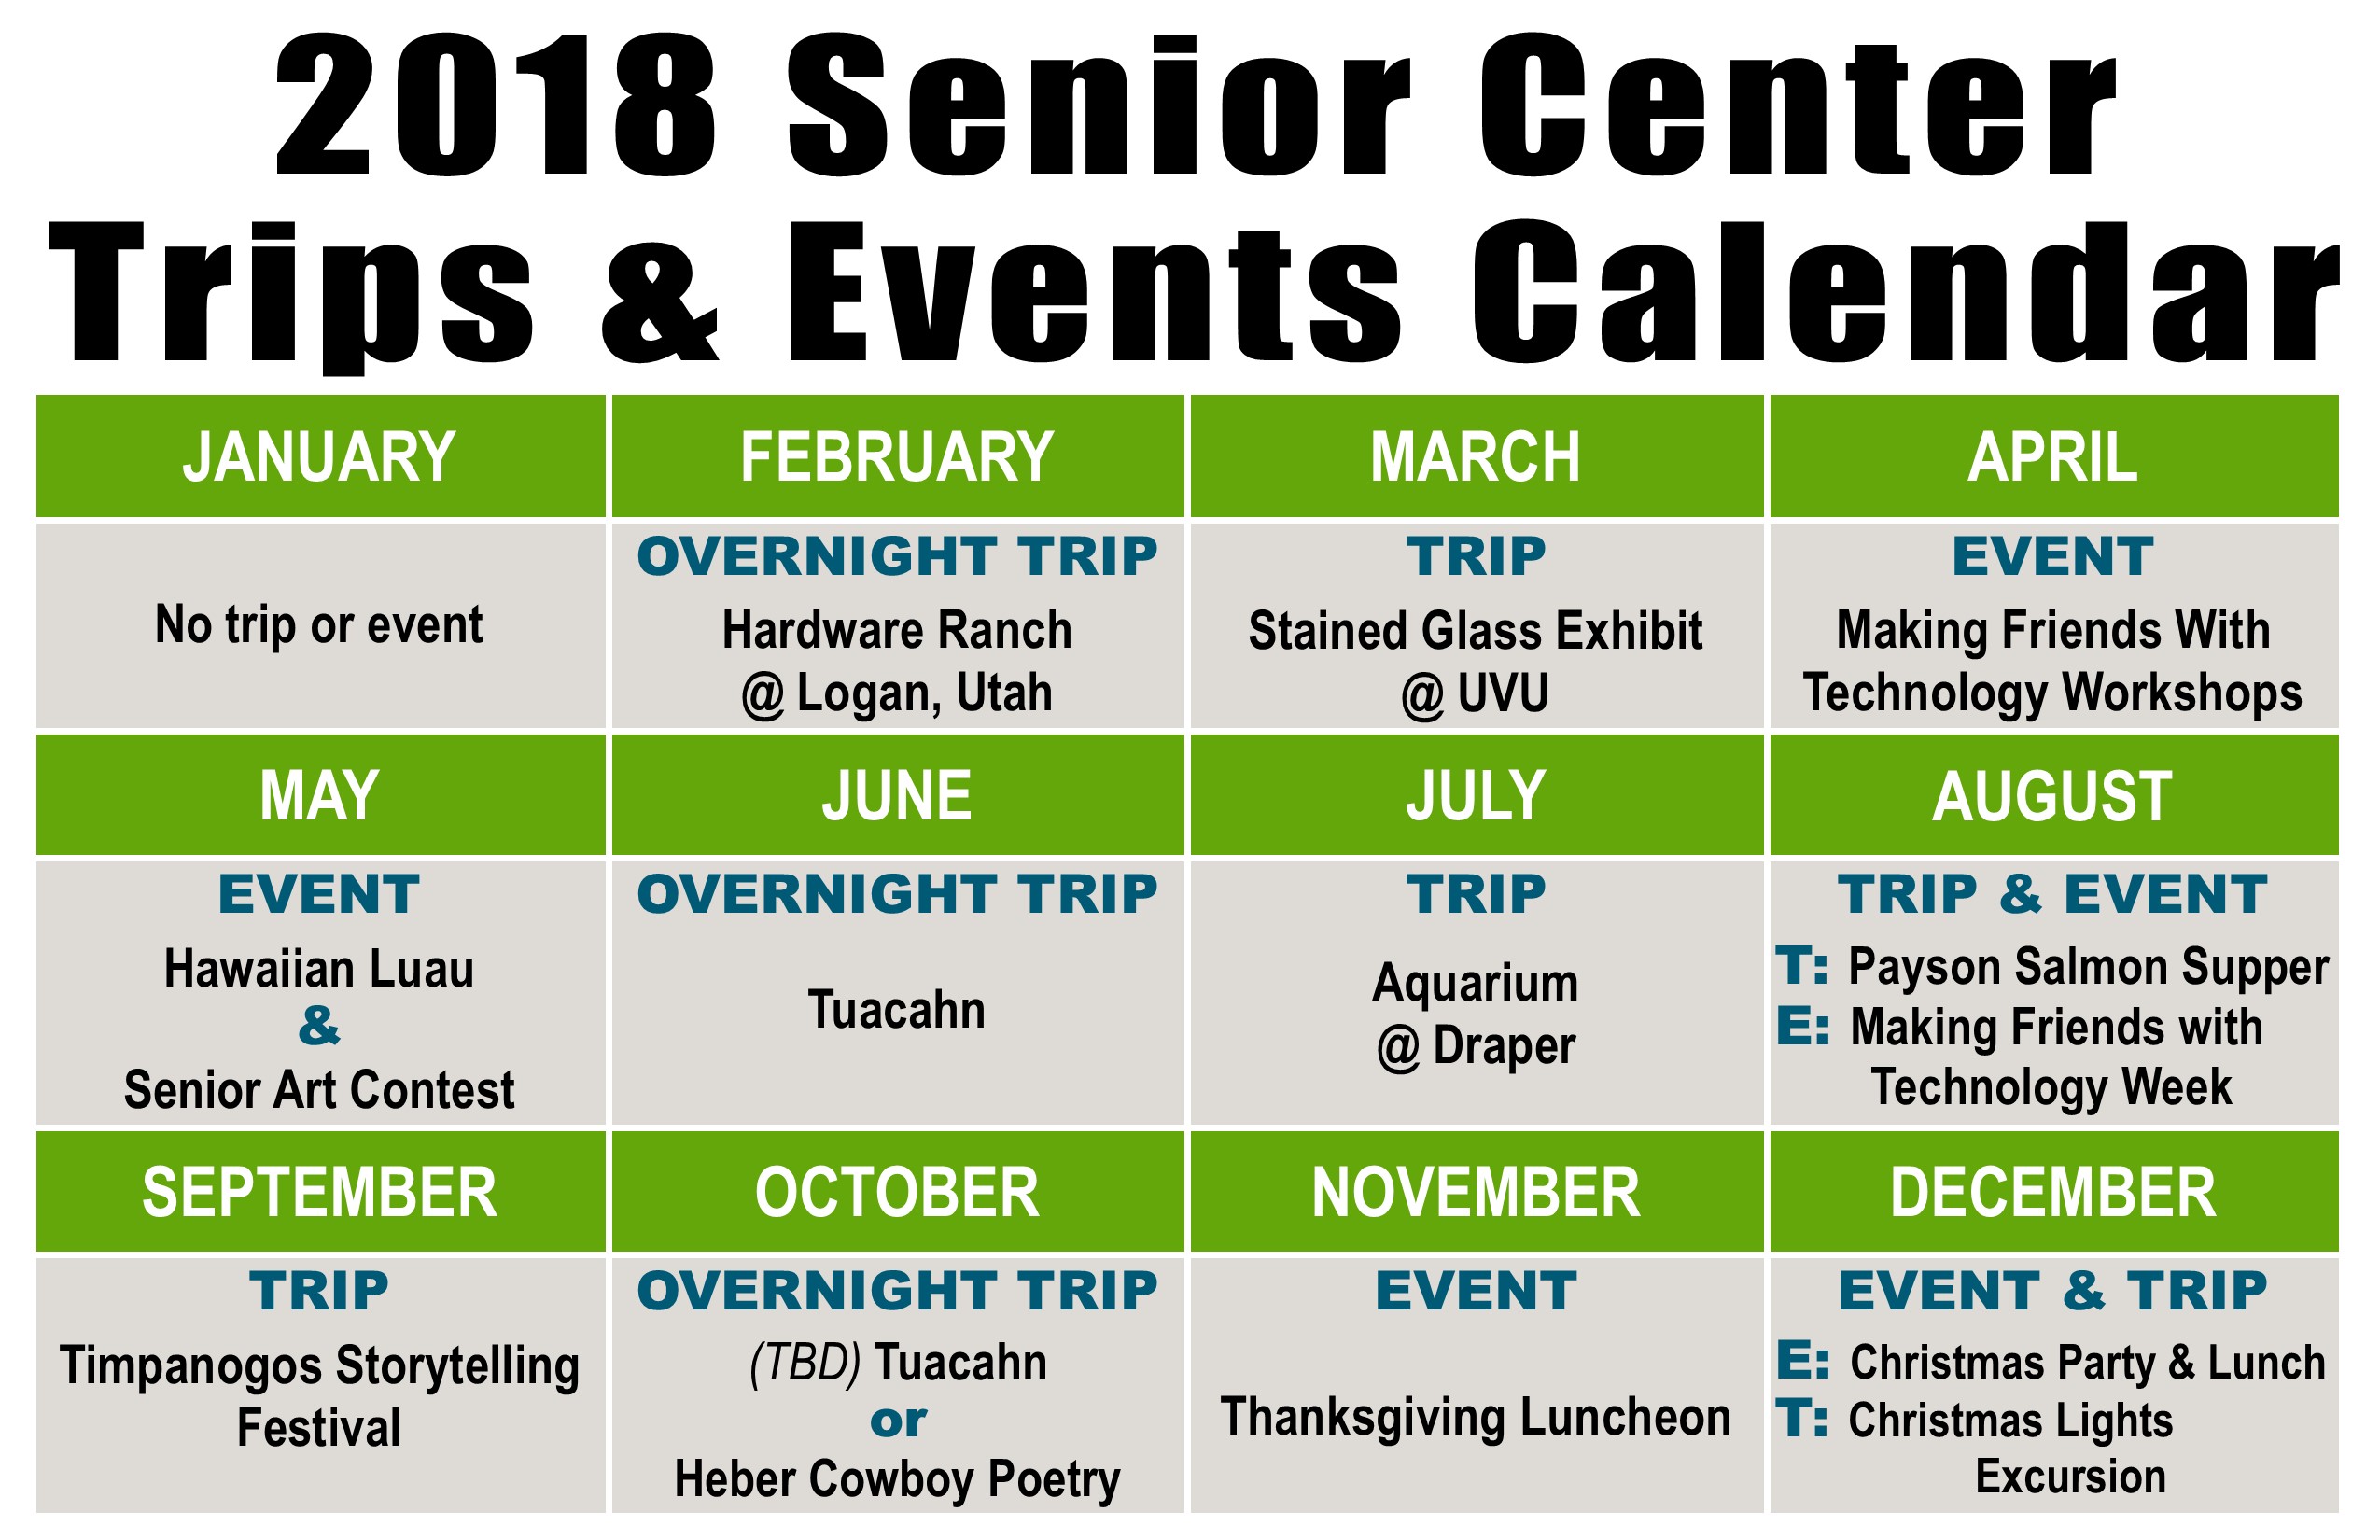 2018 Senior Center
Trips & Events Calendar
JANUARY
No trip or event
FEBRUARY
OVERNIGHT TRIP
Hardware Ranch
@ Logan, Utah
MARCH
TRIP
Stained Glass Exhibit
@ UVU
APRIL
EVENT
Making Friends With
Technology Workshops
MAY
EVENT
Hawaiian Luau
&
Senior Art Contest
JUNE
OVERNIGHT TRIP
Tuacahn
JULY
TRIP
Aquarium
@ Draper
AUGUST
TRIP & EVENT
T: Payson Salmon Supper
E: Making Friends with
Technology Week
SEPTEMBER
TRIP
Timpanogos Storytelling
Festival
OCTOBER
OVERNIGHT TRIP
(TBD) Tuacahn
or
Heber Cowboy Poetry
NOVEMBER
EVENT
Thanksgiving Luncheon
DECEMBER
EVENT & TRIP
E: Christmas Party & Lunch
T: Christmas Lights
Excursion